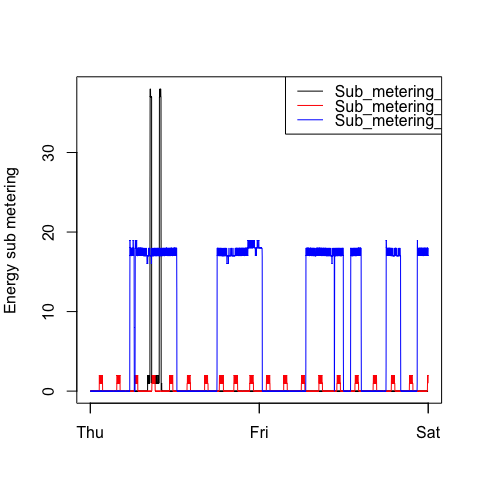 Sub_metering_
Sub_metering_
Sub_metering_
Energy sub metering
30
20
10
0
Thu Fri Sat